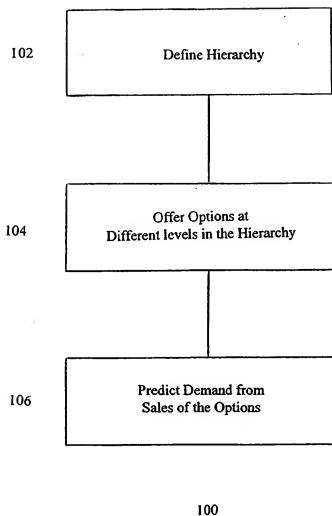 102
Define Hierarchy
104
Offer Options at
Different levels in the Hierarchy
106
Predict Demand from
Sales of the Options
100